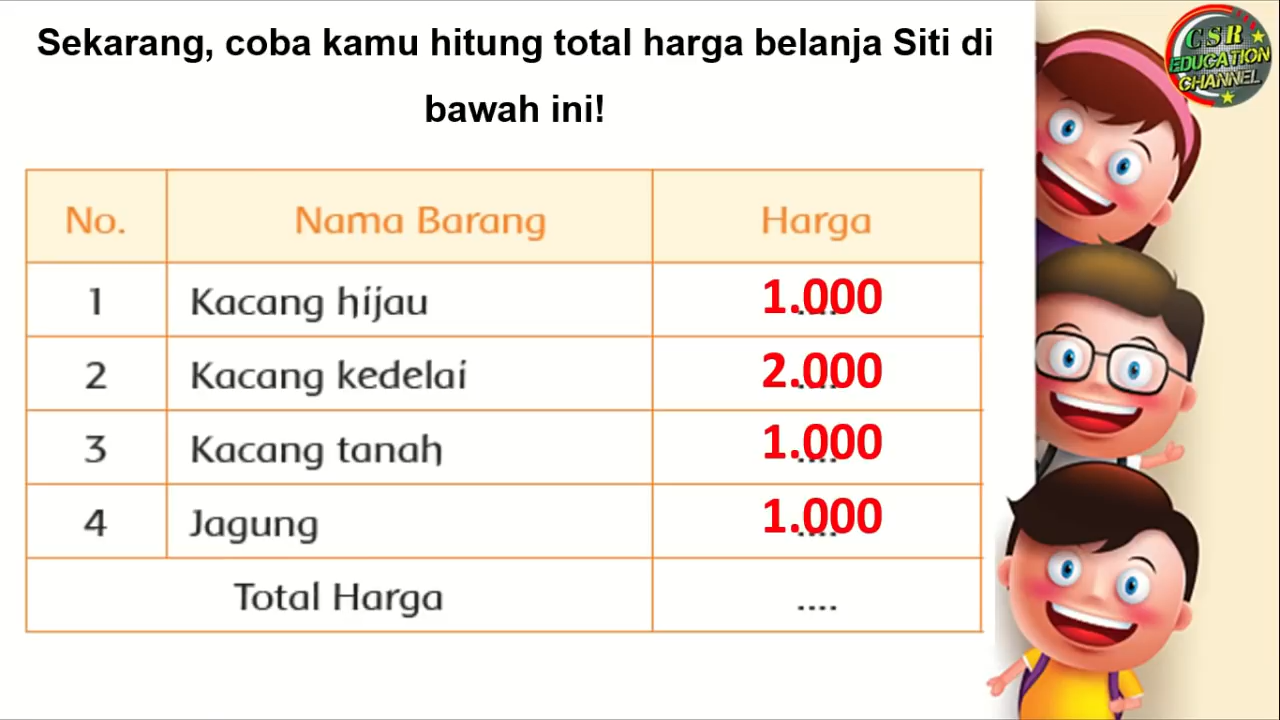 Sekarang, coba kamu hitung total harga belanja Siti di
bawah ini!
CSR
EDUCATION
CHANNEL
No. Nama Barang Harga
1 Kacang hijau 1.000
2 Kacang kedelai 2.000
3 Kacang tanah 1.000
4 Jagung 1.000
Total Harga ....